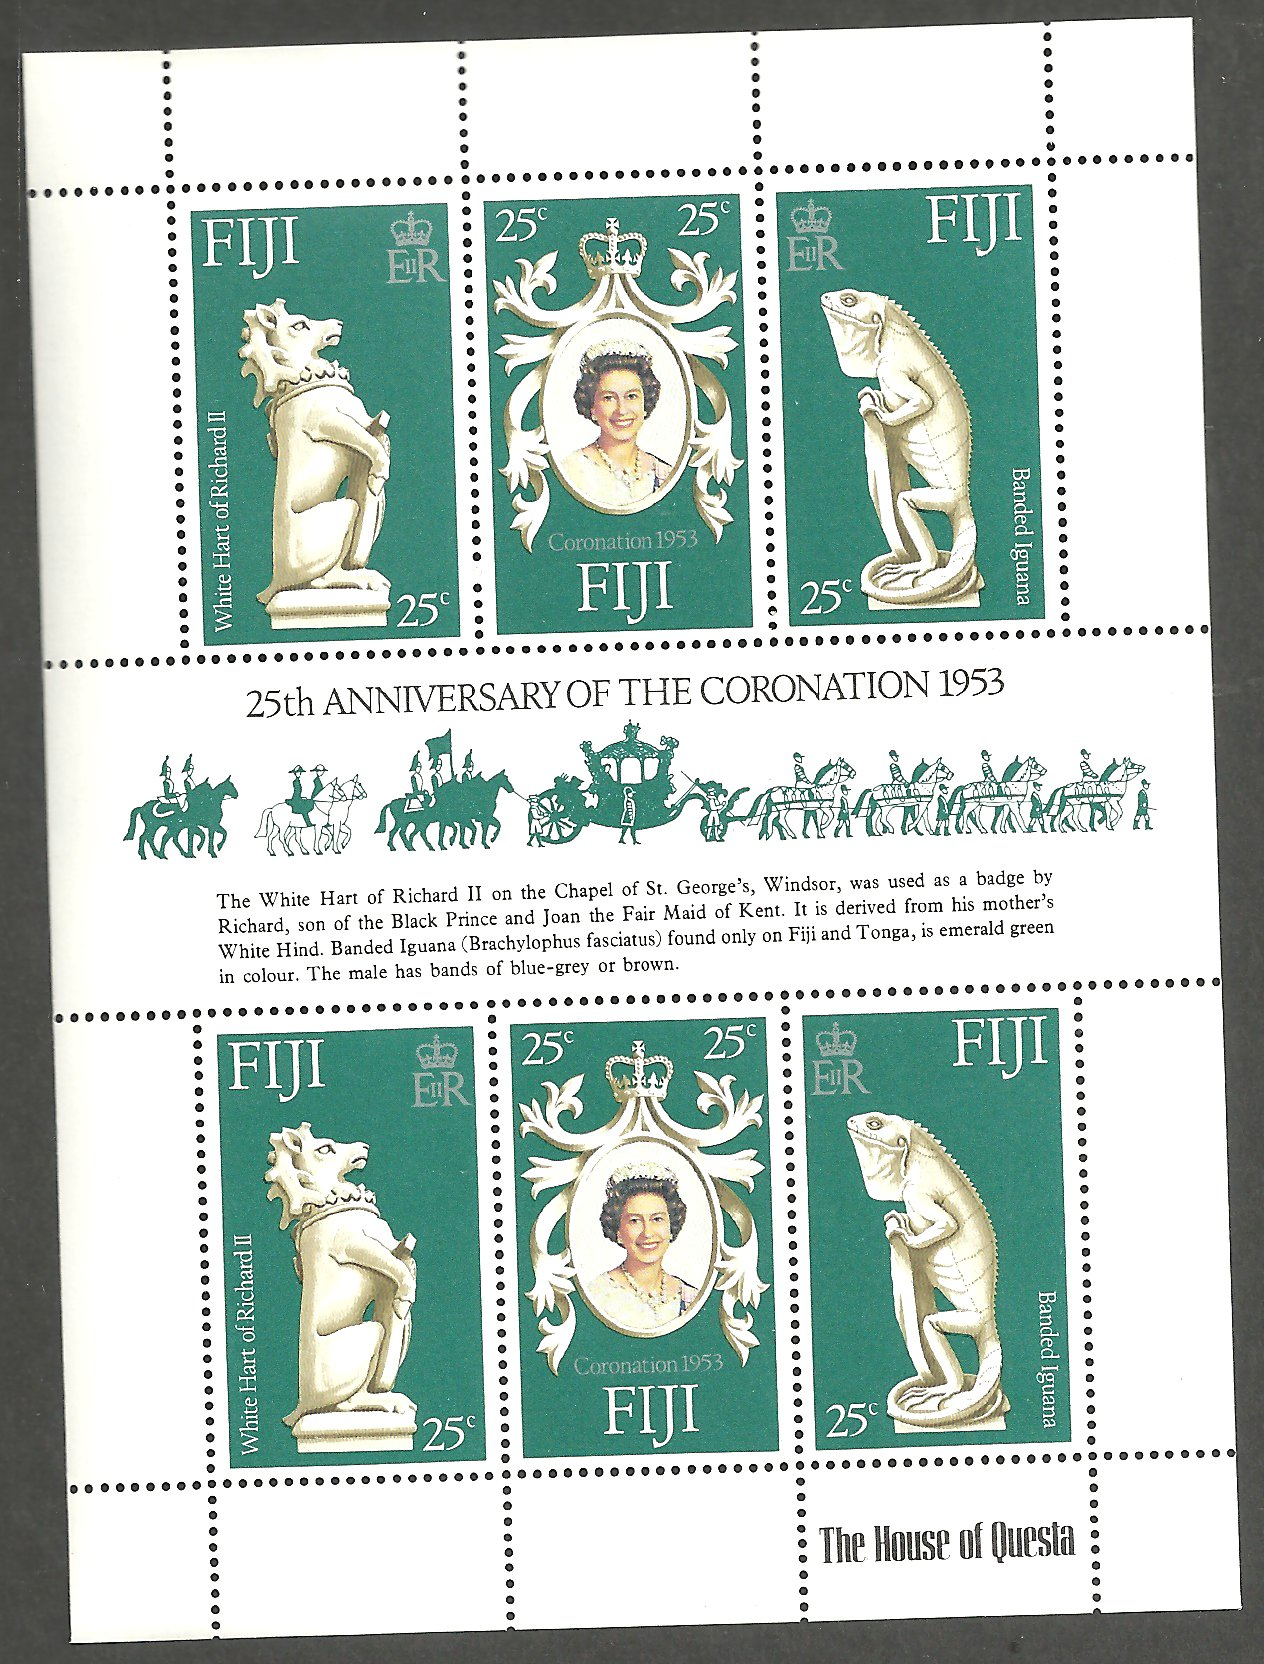 FIJI
EIIR
White Hart of Richard II
25c
25c 25c
Coronation 1953
FIJI
EIIR
FIJI
Banded Iguana
25c
25th ANNIVERSARY OF THE CORONATION 1953
The White Hart of Richard II on the Chapel of St. George's, Windsor, was used as a badge by
Richard, son of the Black Prince and Joan the Fair Maid of Kent. It is derived from his mother's
White Hind. Banded Iguana (Brachylophus fasciatus) found only on Fiji and Tonga, is emerald green
in colour. The male has bands of blue-grey or brown.
FIJI
EIIR
White Hart of Richard II
25c
25c 25c
Coronation 1953
FIJI
EIIR
FIJI
Banded Iguana
25c
The House of Questa